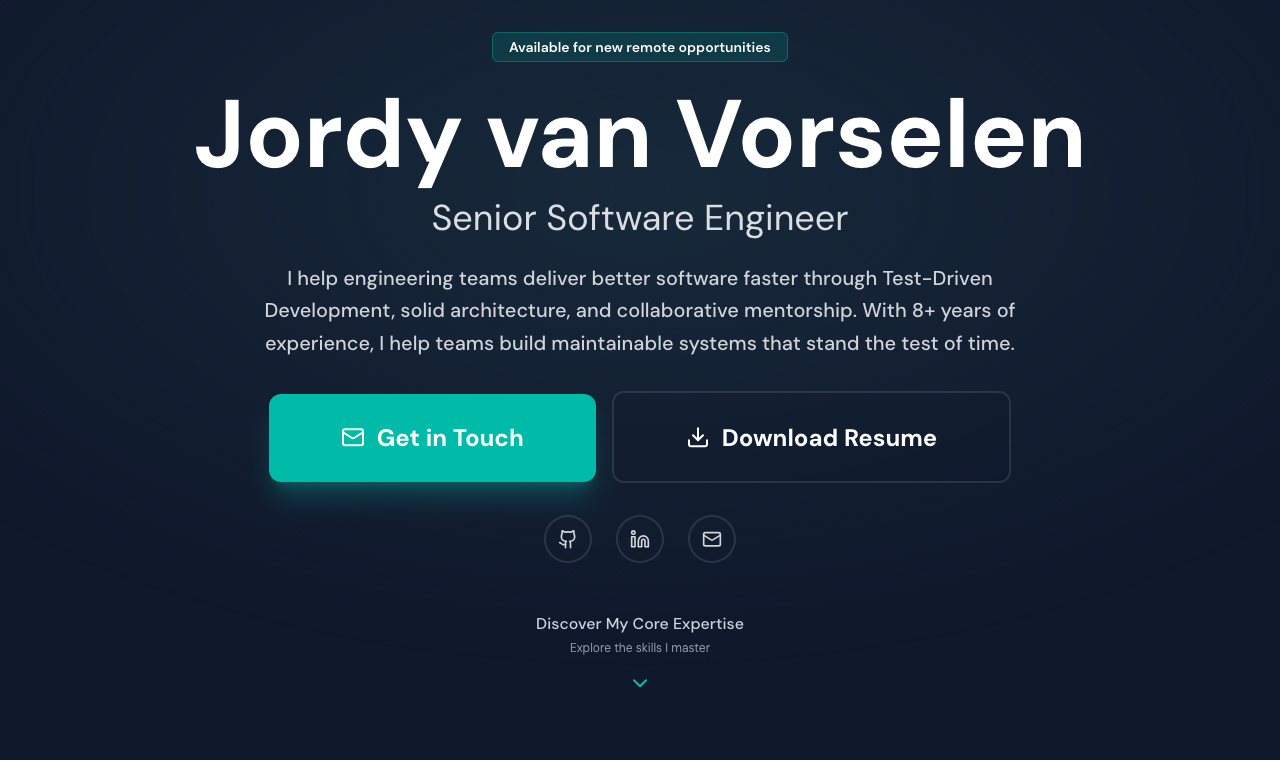 Available for new remote opportunities
Jordy van Vorselen
Senior Software Engineer
I help engineering teams deliver better software faster through Test-Driven
Development, solid architecture, and collaborative mentorship. With 8+ years of
experience, I help teams build maintainable systems that stand the test of time.
Get in Touch
Download Resume
Discover My Core Expertise
Explore the skills I master